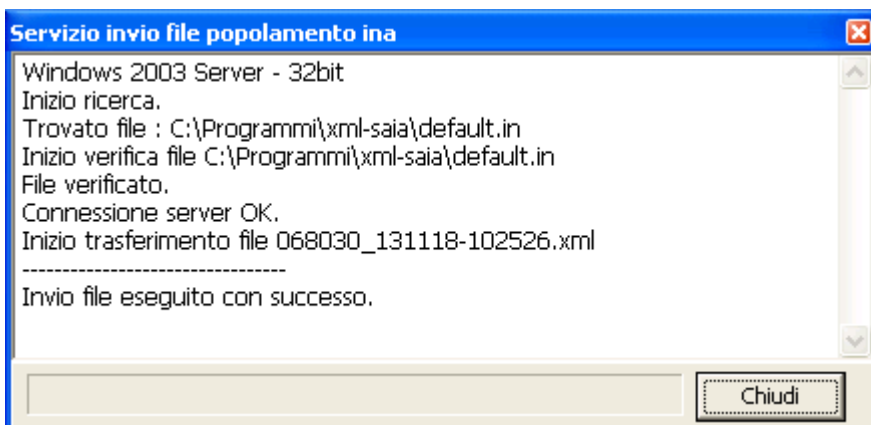 Servizio invio file popolamento ina
Windows 2003 Server - 32bit
Inizio ricerca.
Trovato file : C:\Programmi\xml-saia\default.in
Inizio verifica file C:\Programmi\xml-saia\default.in
File verificato.
Connessione server OK.
Inizio trasferimento file 068030_131118-102526.xml
---------------------------------
Invio file eseguito con successo.
Chiudi